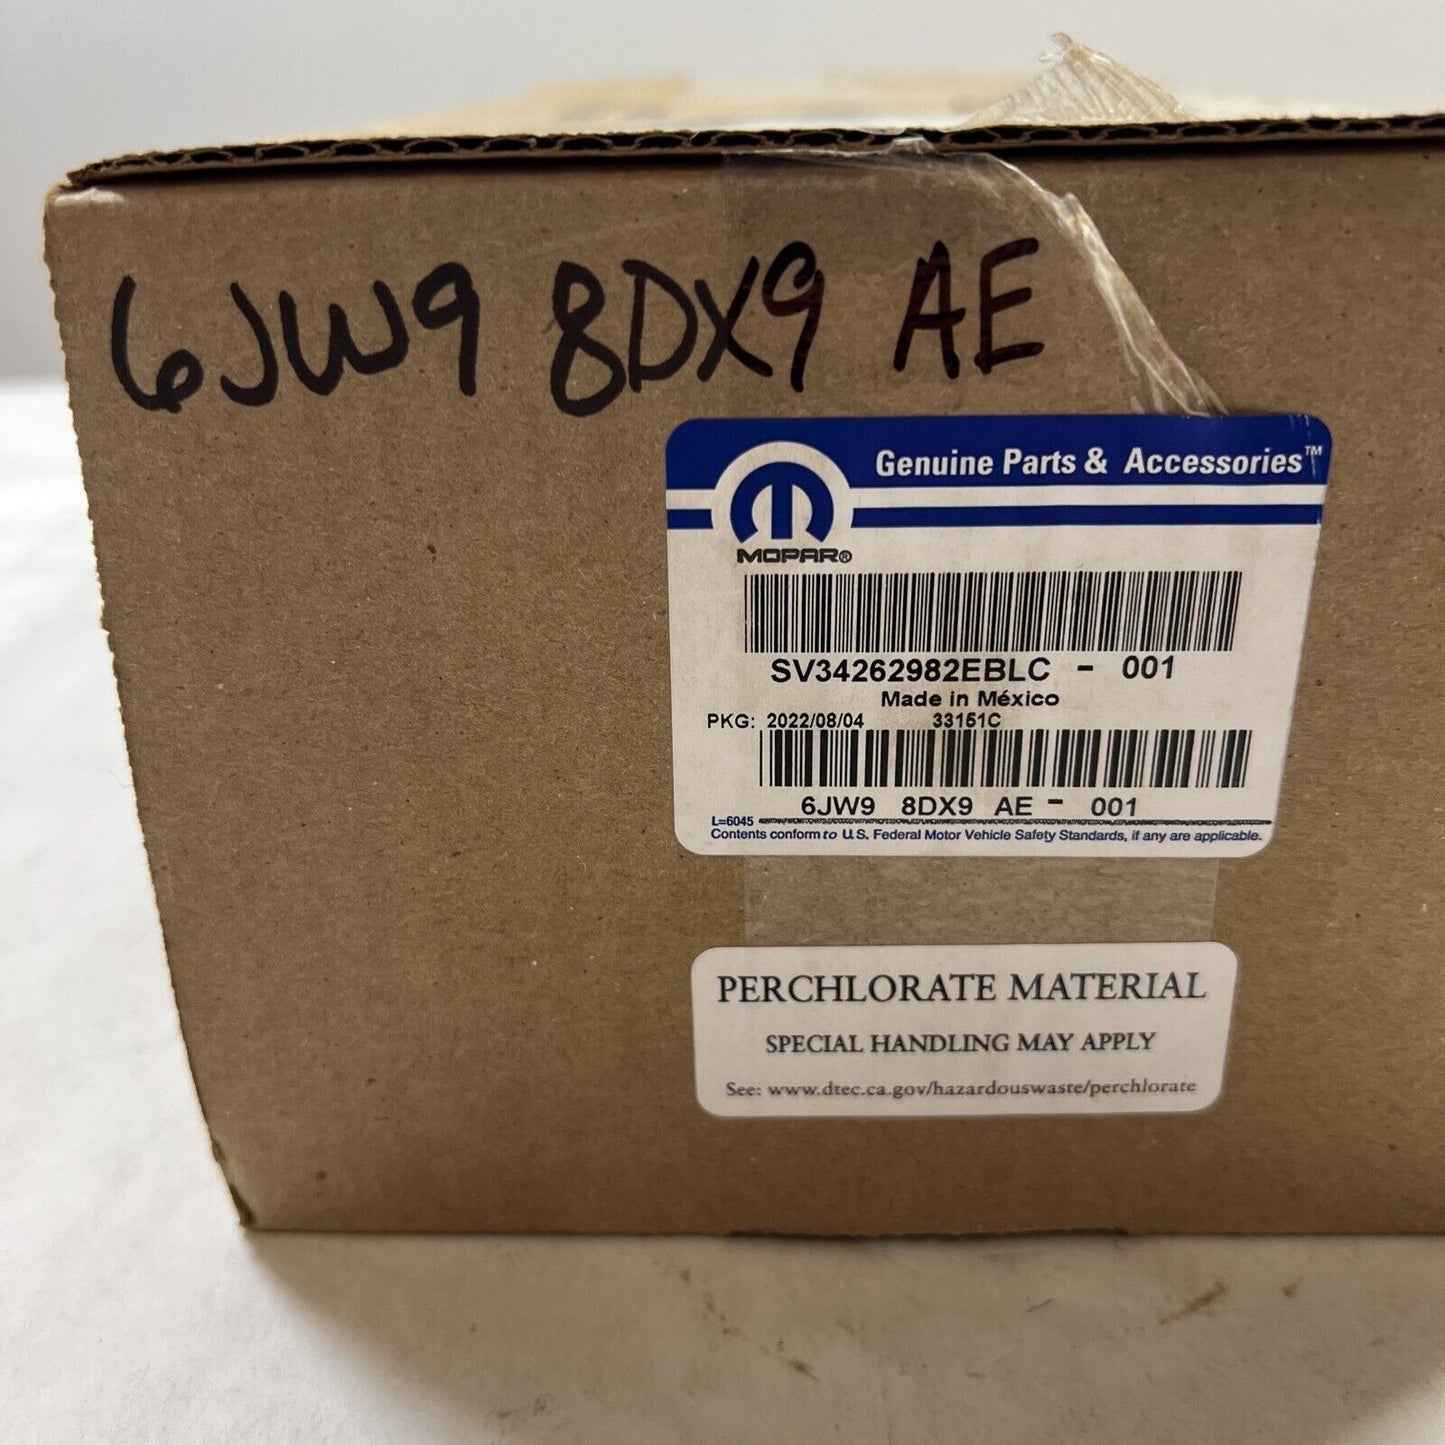 6JW9 8DX9 AE
Genuine Parts & Accessories™
MOPAR®
SV34262982EBLC - 001
Made in México
PKG: 2022/08/04 33151C
6JW9 8DX9 AE - 001
L=6045
Contents conform to U.S. Federal Motor Vehicle Safety Standards, if any are applicable.
PERCHLORATE MATERIAL
SPECIAL HANDLING MAY APPLY
See: www.dtec.ca.gov/hazardouswaste/perchlorate